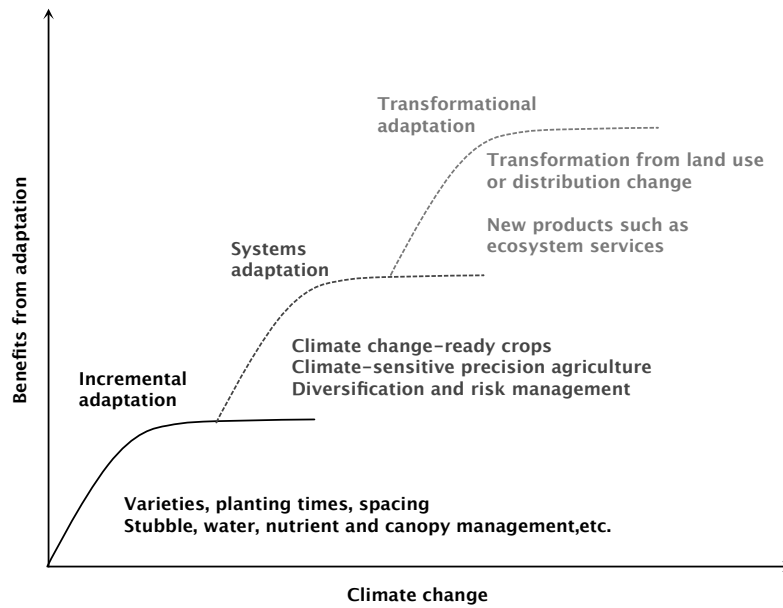 Transformational
adaptation
Transformation from land use
or distribution change
New products such as
ecosystem services
Systems
adaptation
Climate change-ready crops
Climate-sensitive precision agriculture
Diversification and risk management
Incremental
adaptation
Varieties, planting times, spacing
Stubble, water, nutrient and canopy management,etc.
Benefits from adaptation
Climate change